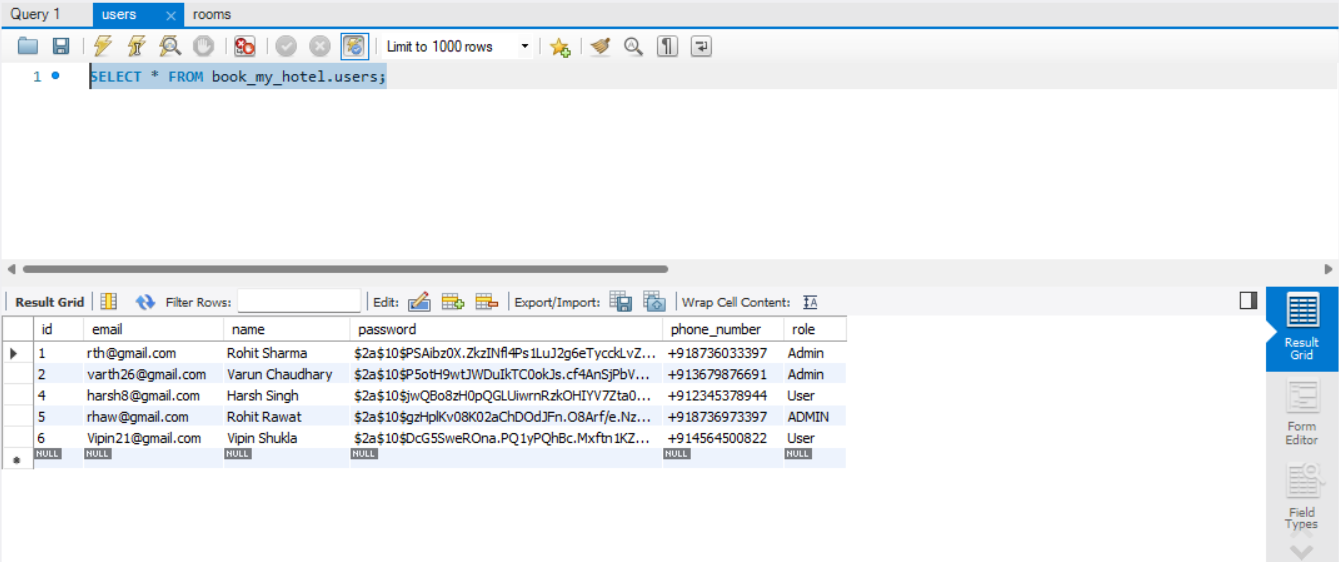 Query 1 users × rooms
Limit to 1000 rows
1 SELECT * FROM book_my_hotel.users;
Result Grid Filter Rows: Edit: Export/Import: Wrap Cell Content:
id email name password phone_number role
1 rth@gmail.com Rohit Sharma $2a$10$PSAibz0X.ZkzINfl4Ps1LuJ2g6eTycckLvZ... +918736033397 Admin
2 varth26@gmail.com Varun Chaudhary $2a$10$P5otH9wtJWDuIkTC0okJs.cf4AnSjPbV... +913679876691 Admin
4 harsh8@gmail.com Harsh Singh $2a$10$jwQBo8zH0pQGLUiwrnRzkOHIYV7Zta0... +912345378944 User
5 rhaw@gmail.com Rohit Rawat $2a$10$gzHplKv08K02aChDOdJFn.O8Arf/e.Nz... +918736973397 ADMIN
6 Vipin21@gmail.com Vipin Shukla $2a$10$DcG5SweROna.PQ1yPQhBc.Mxftn1KZ... +914564500822 User
NULL NULL NULL NULL NULL NULL
Result
Grid
Form
Editor
Field
Types